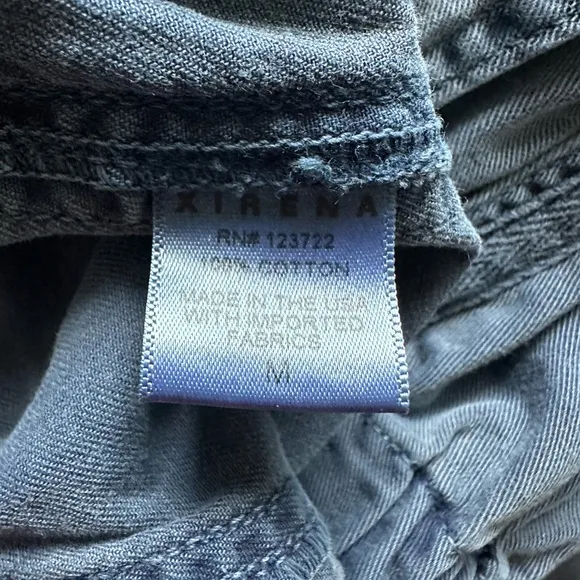 XIRENA
RN# 123722
100% COTTON
MADE IN THE USA
WITH IMPORTED
FABRICS
M